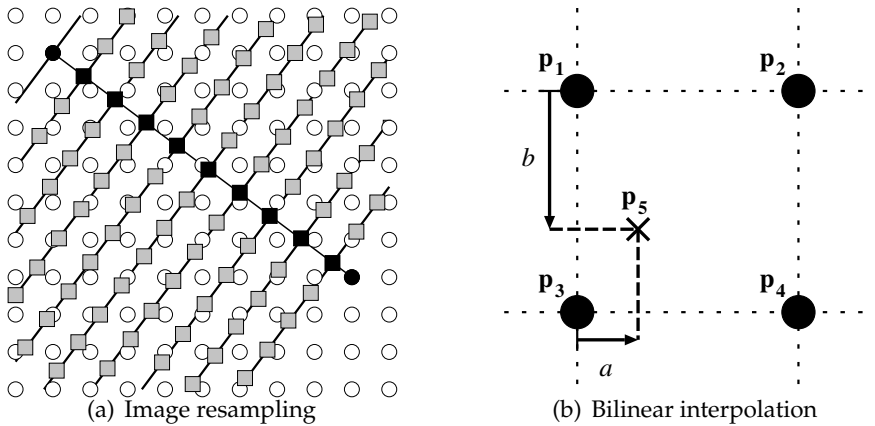 p1 p2
b
p5
p3 p4
a
(a) Image resampling (b) Bilinear interpolation